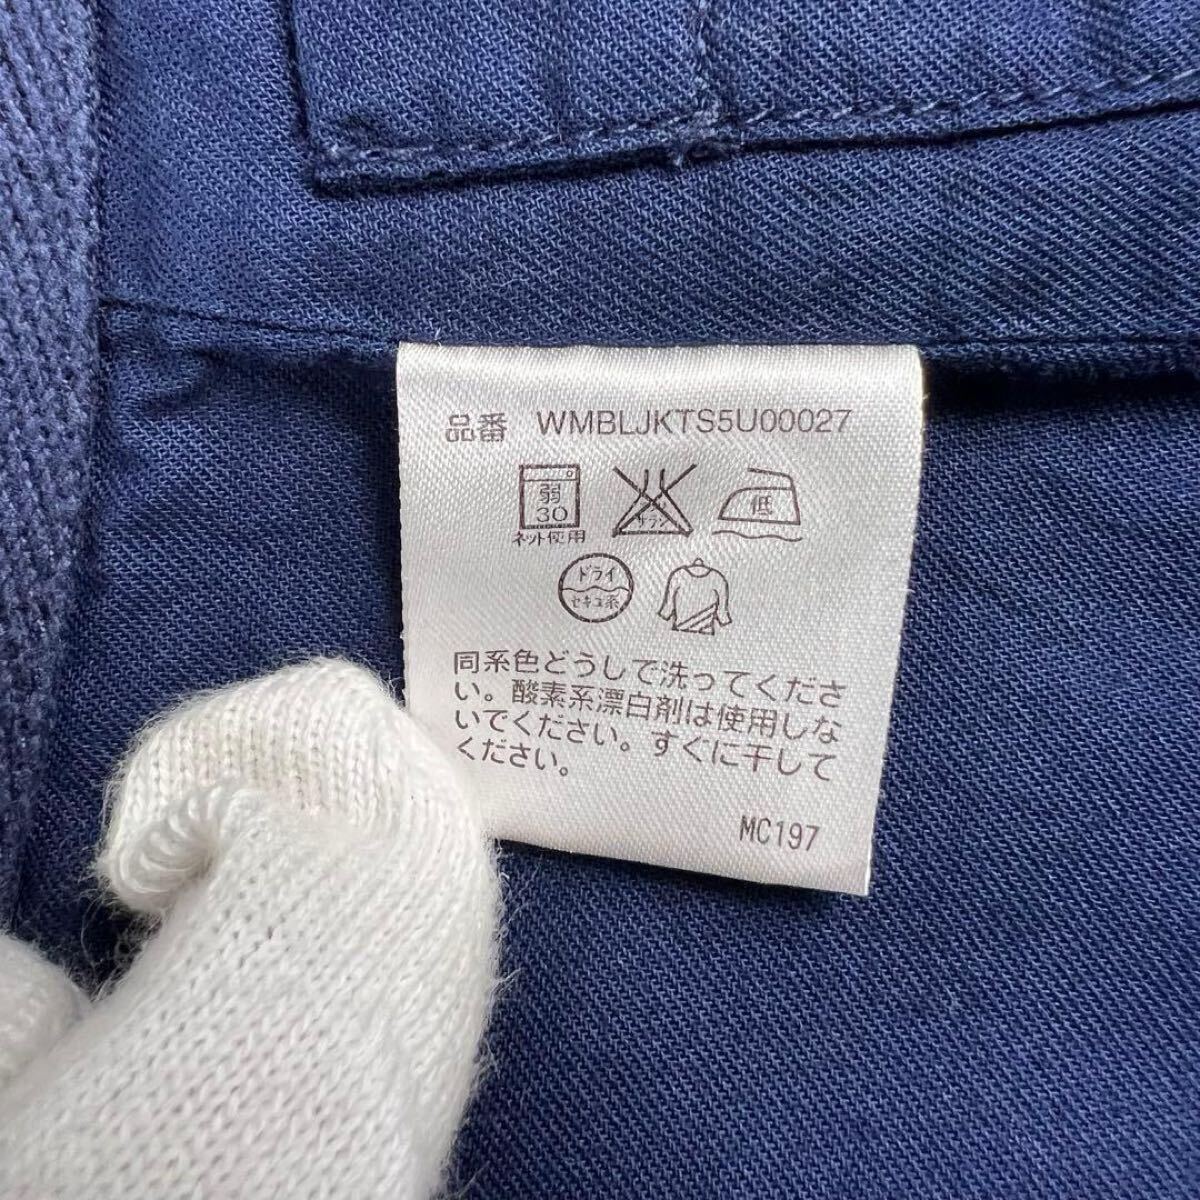 品番 WMBLJKTS5U00027
弱
30
ネット使用
サラシ
低
ドライ
セキユ系
同系色どうしで洗ってくださ
い。酸素系漂白剤は使用しな
いでください。すぐに干して
ください。
MC197